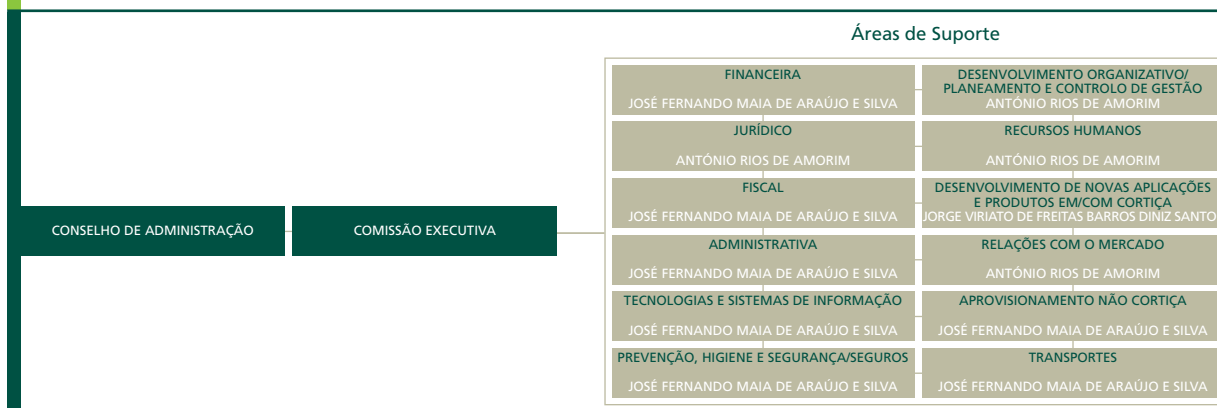 Áreas de Suporte
FINANCEIRA
JOSÉ FERNANDO MAIA DE ARAÚJO E SILVA
DESENVOLVIMENTO ORGANIZATIVO/
PLANEAMENTO E CONTROLO DE GESTÃO
ANTÓNIO RIOS DE AMORIM
JURÍDICO
ANTÓNIO RIOS DE AMORIM
RECURSOS HUMANOS
ANTÓNIO RIOS DE AMORIM
FISCAL
JOSÉ FERNANDO MAIA DE ARAÚJO E SILVA
DESENVOLVIMENTO DE NOVAS APLICAÇÕES
E PRODUTOS EM/COM CORTIÇA
JORGE VIRIATO DE FREITAS BARROS DINIZ SANTO
CONSELHO DE ADMINISTRAÇÃO
COMISSÃO EXECUTIVA
ADMINISTRATIVA
JOSÉ FERNANDO MAIA DE ARAÚJO E SILVA
RELAÇÕES COM O MERCADO
ANTÓNIO RIOS DE AMORIM
TECNOLOGIAS E SISTEMAS DE INFORMAÇÃO
JOSÉ FERNANDO MAIA DE ARAÚJO E SILVA
APROVISIONAMENTO NÃO CORTIÇA
JOSÉ FERNANDO MAIA DE ARAÚJO E SILVA
PREVENÇÃO, HIGIENE E SEGURANÇA/SEGUROS
JOSÉ FERNANDO MAIA DE ARAÚJO E SILVA
TRANSPORTES
JOSÉ FERNANDO MAIA DE ARAÚJO E SILVA